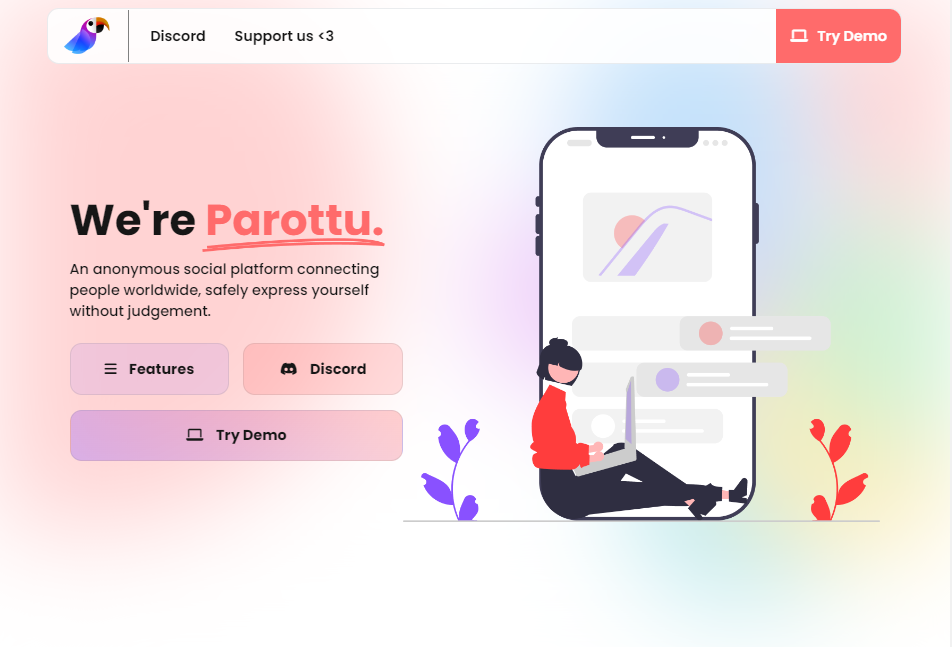 Discord
Support us <3
Try Demo
We're Parottu.
An anonymous social platform connecting
people worldwide, safely express yourself
without judgement.
Features
Discord
Try Demo